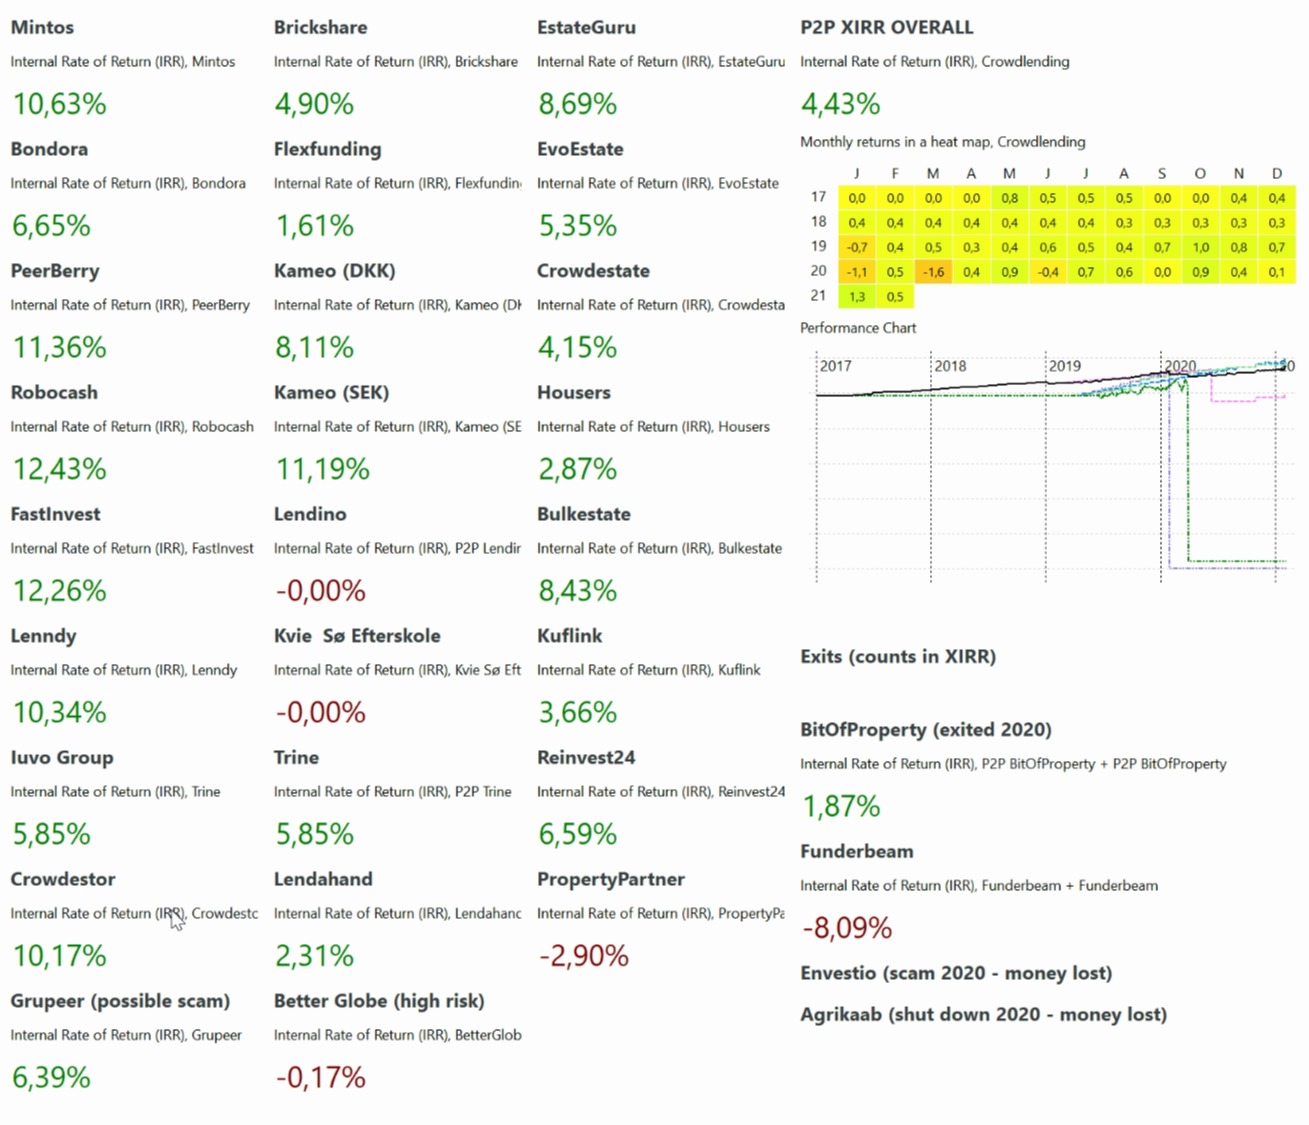 Mintos
Internal Rate of Return (IRR), Mintos
10,63%
Bondora
Internal Rate of Return (IRR), Bondora
6,65%
PeerBerry
Internal Rate of Return (IRR), PeerBerry
11,36%
Robocash
Internal Rate of Return (IRR), Robocash
12,43%
FastInvest
Internal Rate of Return (IRR), FastInvest
12,26%
Lenndy
Internal Rate of Return (IRR), Lenndy
10,34%
Iuvo Group
Internal Rate of Return (IRR), Trine
5,85%
Crowdestor
Internal Rate of Return (IRR), Crowdestc
10,17%
Grupeer (possible scam)
Internal Rate of Return (IRR), Grupeer
6,39%
Brickshare
Internal Rate of Return (IRR), Brickshare
4,90%
Flexfunding
Internal Rate of Return (IRR), Flexfundin
1,61%
Kameo (DKK)
Internal Rate of Return (IRR), Kameo (DK
8,11%
Kameo (SEK)
Internal Rate of Return (IRR), Kameo (SE
11,19%
Lendino
Internal Rate of Return (IRR), P2P Lendir
-0,00%
Kvie Sø Efterskole
Internal Rate of Return (IRR), Kvie Sø Eft
-0,00%
Trine
Internal Rate of Return (IRR), P2P Trine
5,85%
Lendahand
Internal Rate of Return (IRR), Lendahanc
2,31%
Better Globe (high risk)
Internal Rate of Return (IRR), BetterGlob
-0,17%
EstateGuru
Internal Rate of Return (IRR), EstateGuru
8,69%
EvoEstate
Internal Rate of Return (IRR), EvoEstate
5,35%
Crowdestate
Internal Rate of Return (IRR), Crowdesta
4,15%
Housers
Internal Rate of Return (IRR), Housers
2,87%
Bulkestate
Internal Rate of Return (IRR), Bulkestate
8,43%
Kuflink
Internal Rate of Return (IRR), Kuflink
3,66%
Reinvest24
Internal Rate of Return (IRR), Reinvest24
6,59%
PropertyPartner
Internal Rate of Return (IRR), PropertyPa
-2,90%
P2P XIRR OVERALL
Internal Rate of Return (IRR), Crowdlending
4,43%
Monthly returns in a heat map, Crowdlending
J F M A M J J A S O N D
17 0,0 0,0 0,0 0,0 0,8 0,5 0,5 0,5 0,0 0,0 0,4 0,4
18 0,4 0,4 0,4 0,4 0,4 0,4 0,4 0,3 0,3 0,3 0,3 0,3
19 -0,7 0,4 0,5 0,3 0,4 0,6 0,5 0,4 0,7 1,0 0,8 0,7
20 -1,1 0,5 -1,6 0,4 0,9 -0,4 0,7 0,6 0,0 0,9 0,4 0,1
21 1,3 0,5
Performance Chart
2017 2018 2019 2020
Exits (counts in XIRR)
BitOfProperty (exited 2020)
Internal Rate of Return (IRR), P2P BitOfProperty + P2P BitOfProperty
1,87%
Funderbeam
Internal Rate of Return (IRR), Funderbeam + Funderbeam
-8,09%
Envestio (scam 2020 - money lost)
Agrikaab (shut down 2020 - money lost)